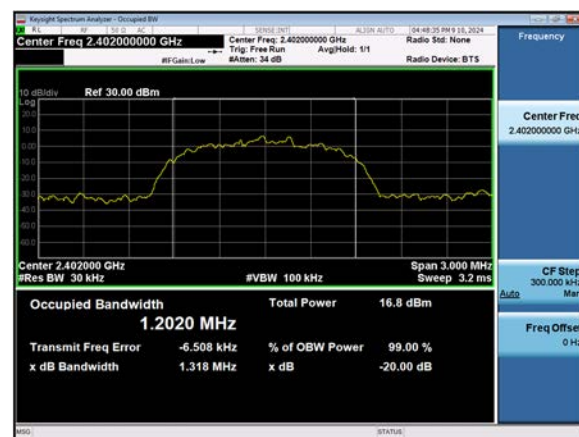 Keysight Spectrum Analyzer - Occupied BW
RL RF 50 Ω AC SENSE:INT ALIGN AUTO 04:48:35 PM 9 10, 2024
Center Freq 2.402000000 GHz
Center Freq: 2.402000000 GHz
Radio Std: None
Trig: Free Run Avg|Hold: 1/1
#IFGain:Low #Atten: 34 dB Radio Device: BTS
Frequency
10 dB/div Ref 30.00 dBm
Log
20.0
10.0
0.00
-10.0
-20.0
-30.0
-40.0
-50.0
-60.0
Center 2.402000 GHz Span 3.000 MHz
#Res BW 30 kHz #VBW 100 kHz Sweep 3.2 ms
Occupied Bandwidth Total Power 16.8 dBm
1.2020 MHz
Transmit Freq Error -6.508 kHz % of OBW Power 99.00 %
x dB Bandwidth 1.318 MHz x dB -20.00 dB
Center Freq
2.402000000 GHz
CF Step
300.000 kHz
Auto Man
Freq Offset
0 Hz
MSG STATUS